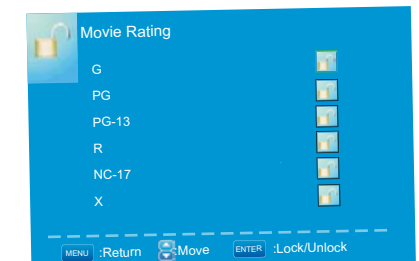 Movie Rating
G
PG
PG-13
R
NC-17
X
MENU :Return Move ENTER :Lock/Unlock